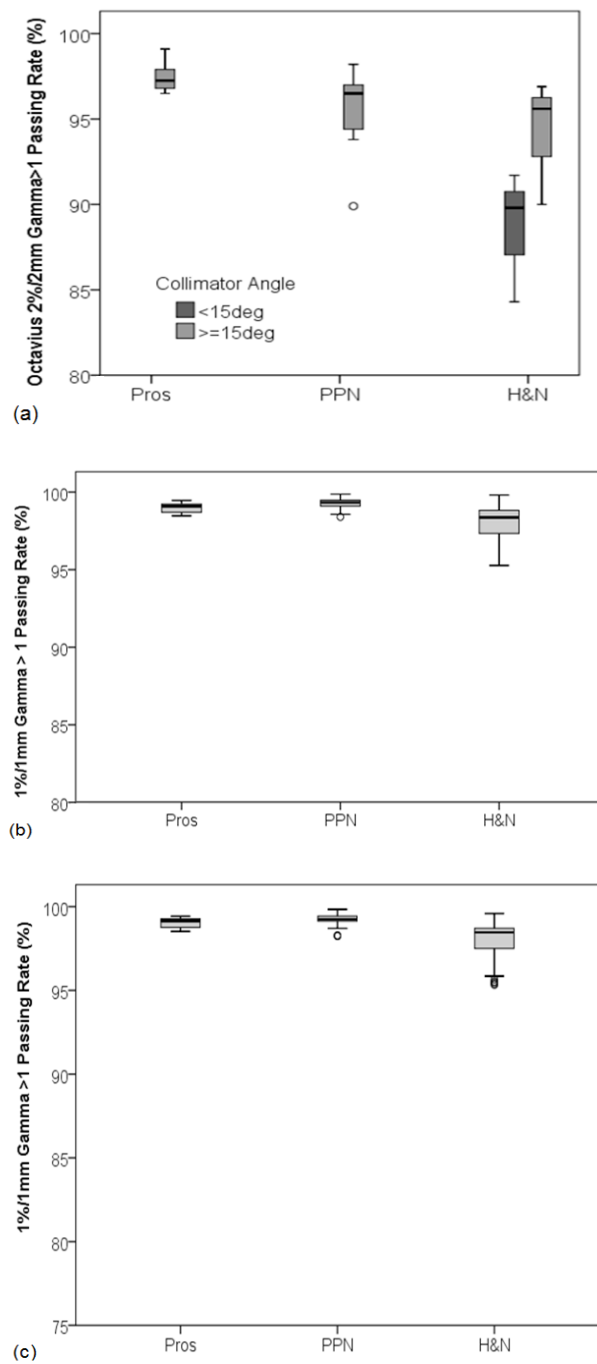 Octavius 2%/2mm Gamma>1 Passing Rate (%)
100
95
90
85
80
Collimator Angle
<15deg
>=15deg
Pros PPN H&N
(a)
1%/1mm Gamma > 1 Passing Rate (%)
100
95
90
85
80
Pros PPN H&N
(b)
1%/1mm Gamma >1 Passing Rate (%)
100
95
90
85
80
75
Pros PPN H&N
(c)